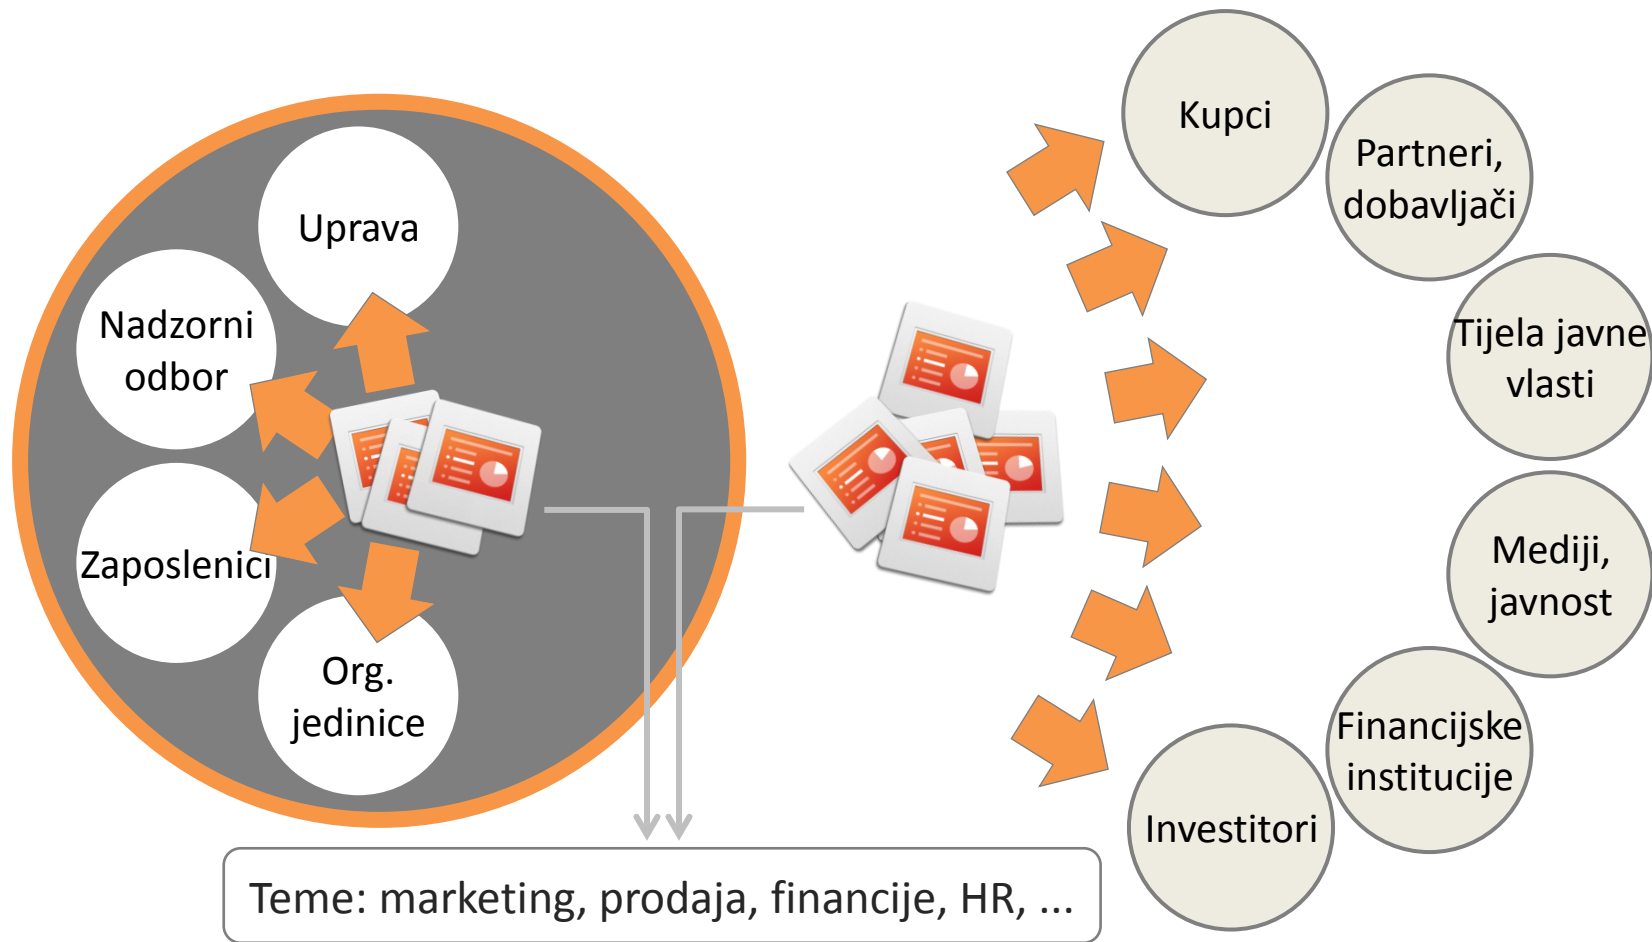 Uprava
Nadzorni
odbor
Zaposlenici
Org.
jedinice
Kupci
Partneri,
dobavljači
Tijela javne
vlasti
Mediji,
javnost
Financijske
institucije
Investitori
Teme: marketing, prodaja, financije, HR, ...